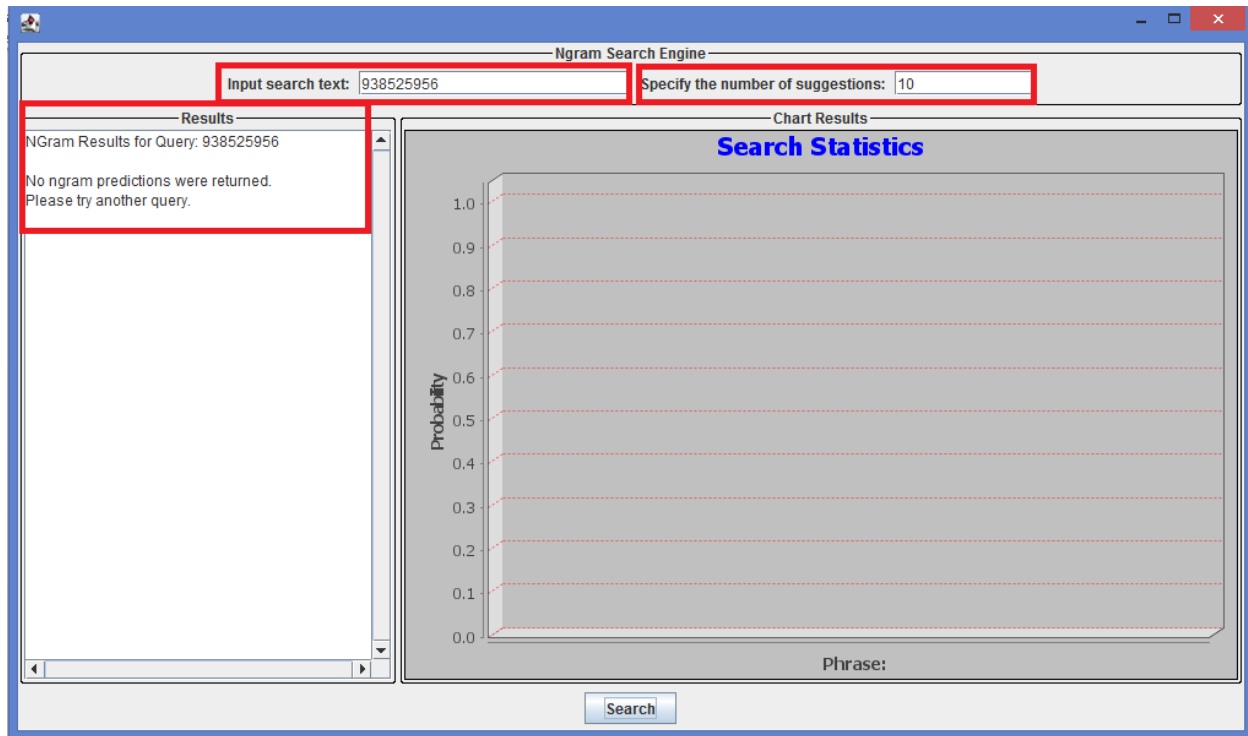 Ngram Search Engine
Input search text: 938525956 Specify the number of suggestions: 10
Results
NGram Results for Query: 938525956
No ngram predictions were returned.
Please try another query.
Chart Results
Search Statistics
1.0
0.9
0.8
0.7
0.6
0.5
0.4
0.3
0.2
0.1
0.0
Probability
Phrase:
Search